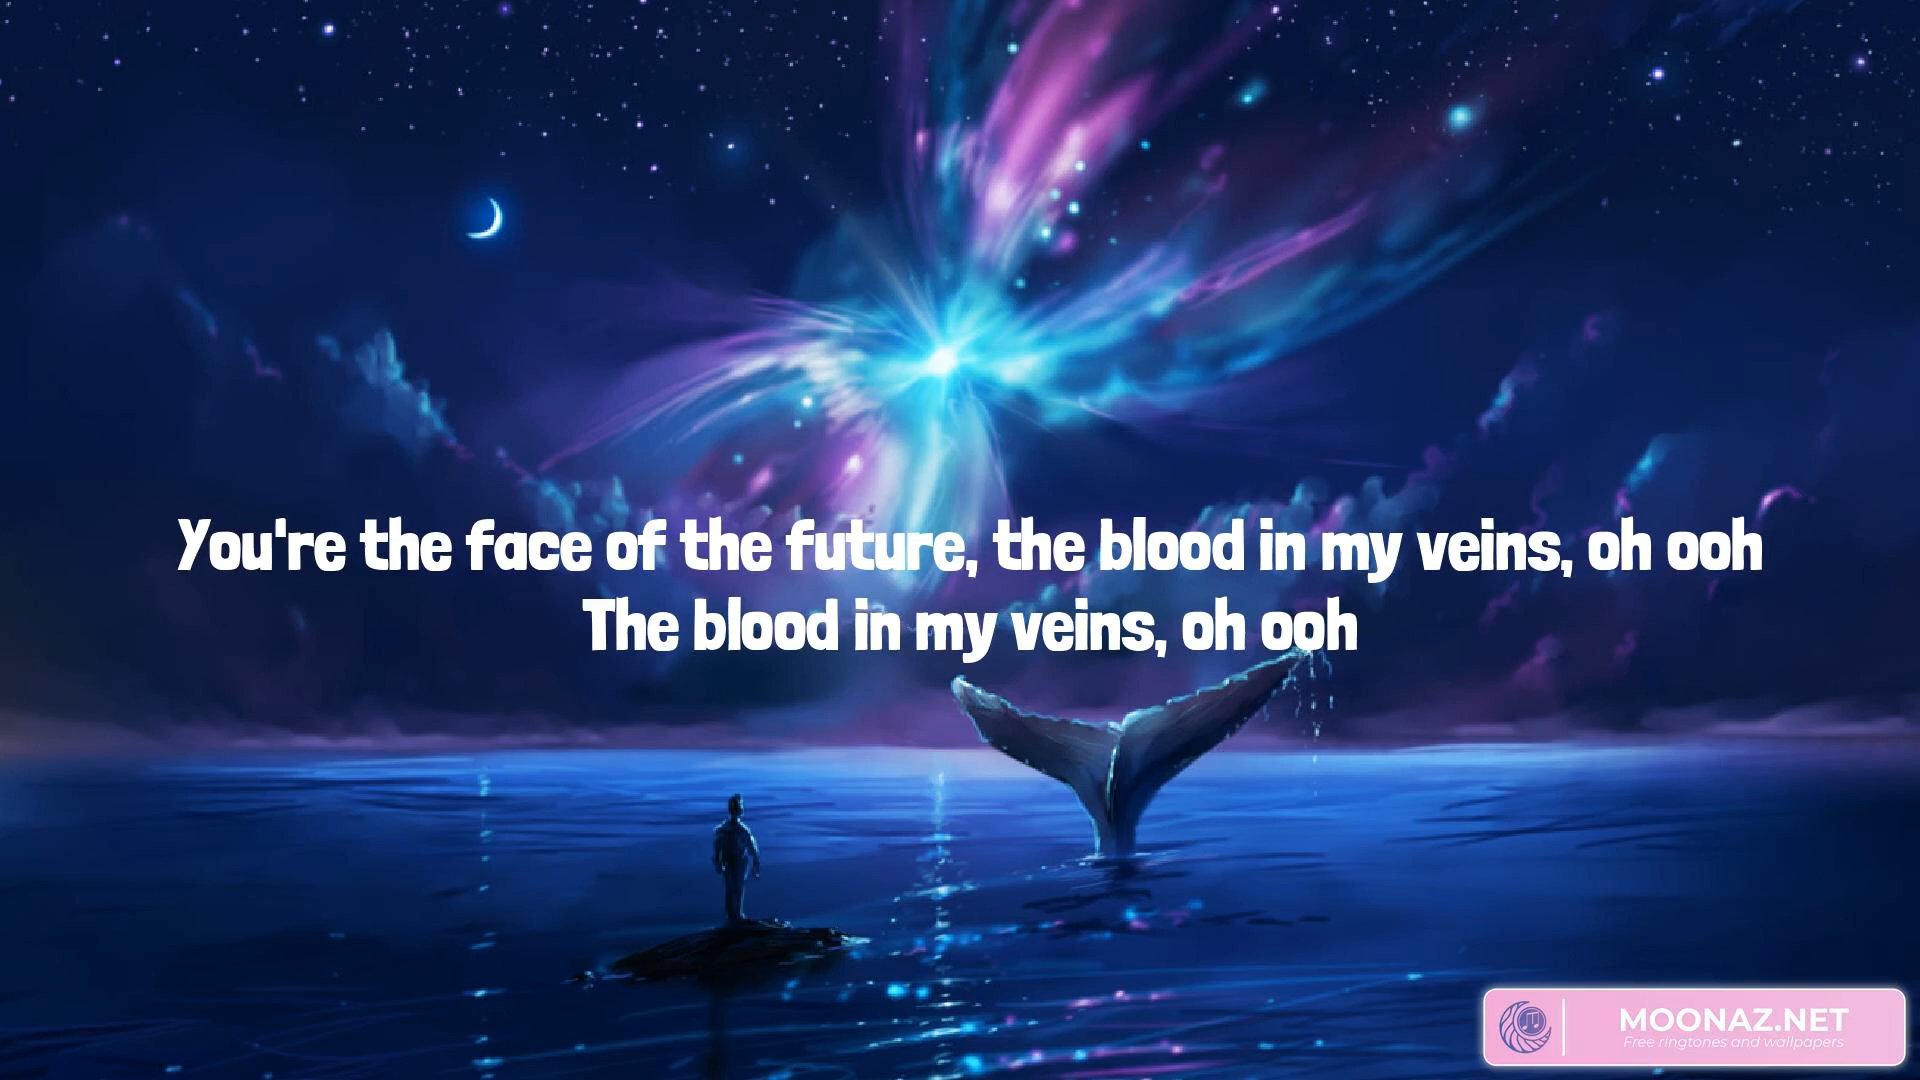 You're the face of the future, the blood in my veins, oh ooh
The blood in my veins, oh ooh
MOONAZ.NET
Free ringtones and wallpapers